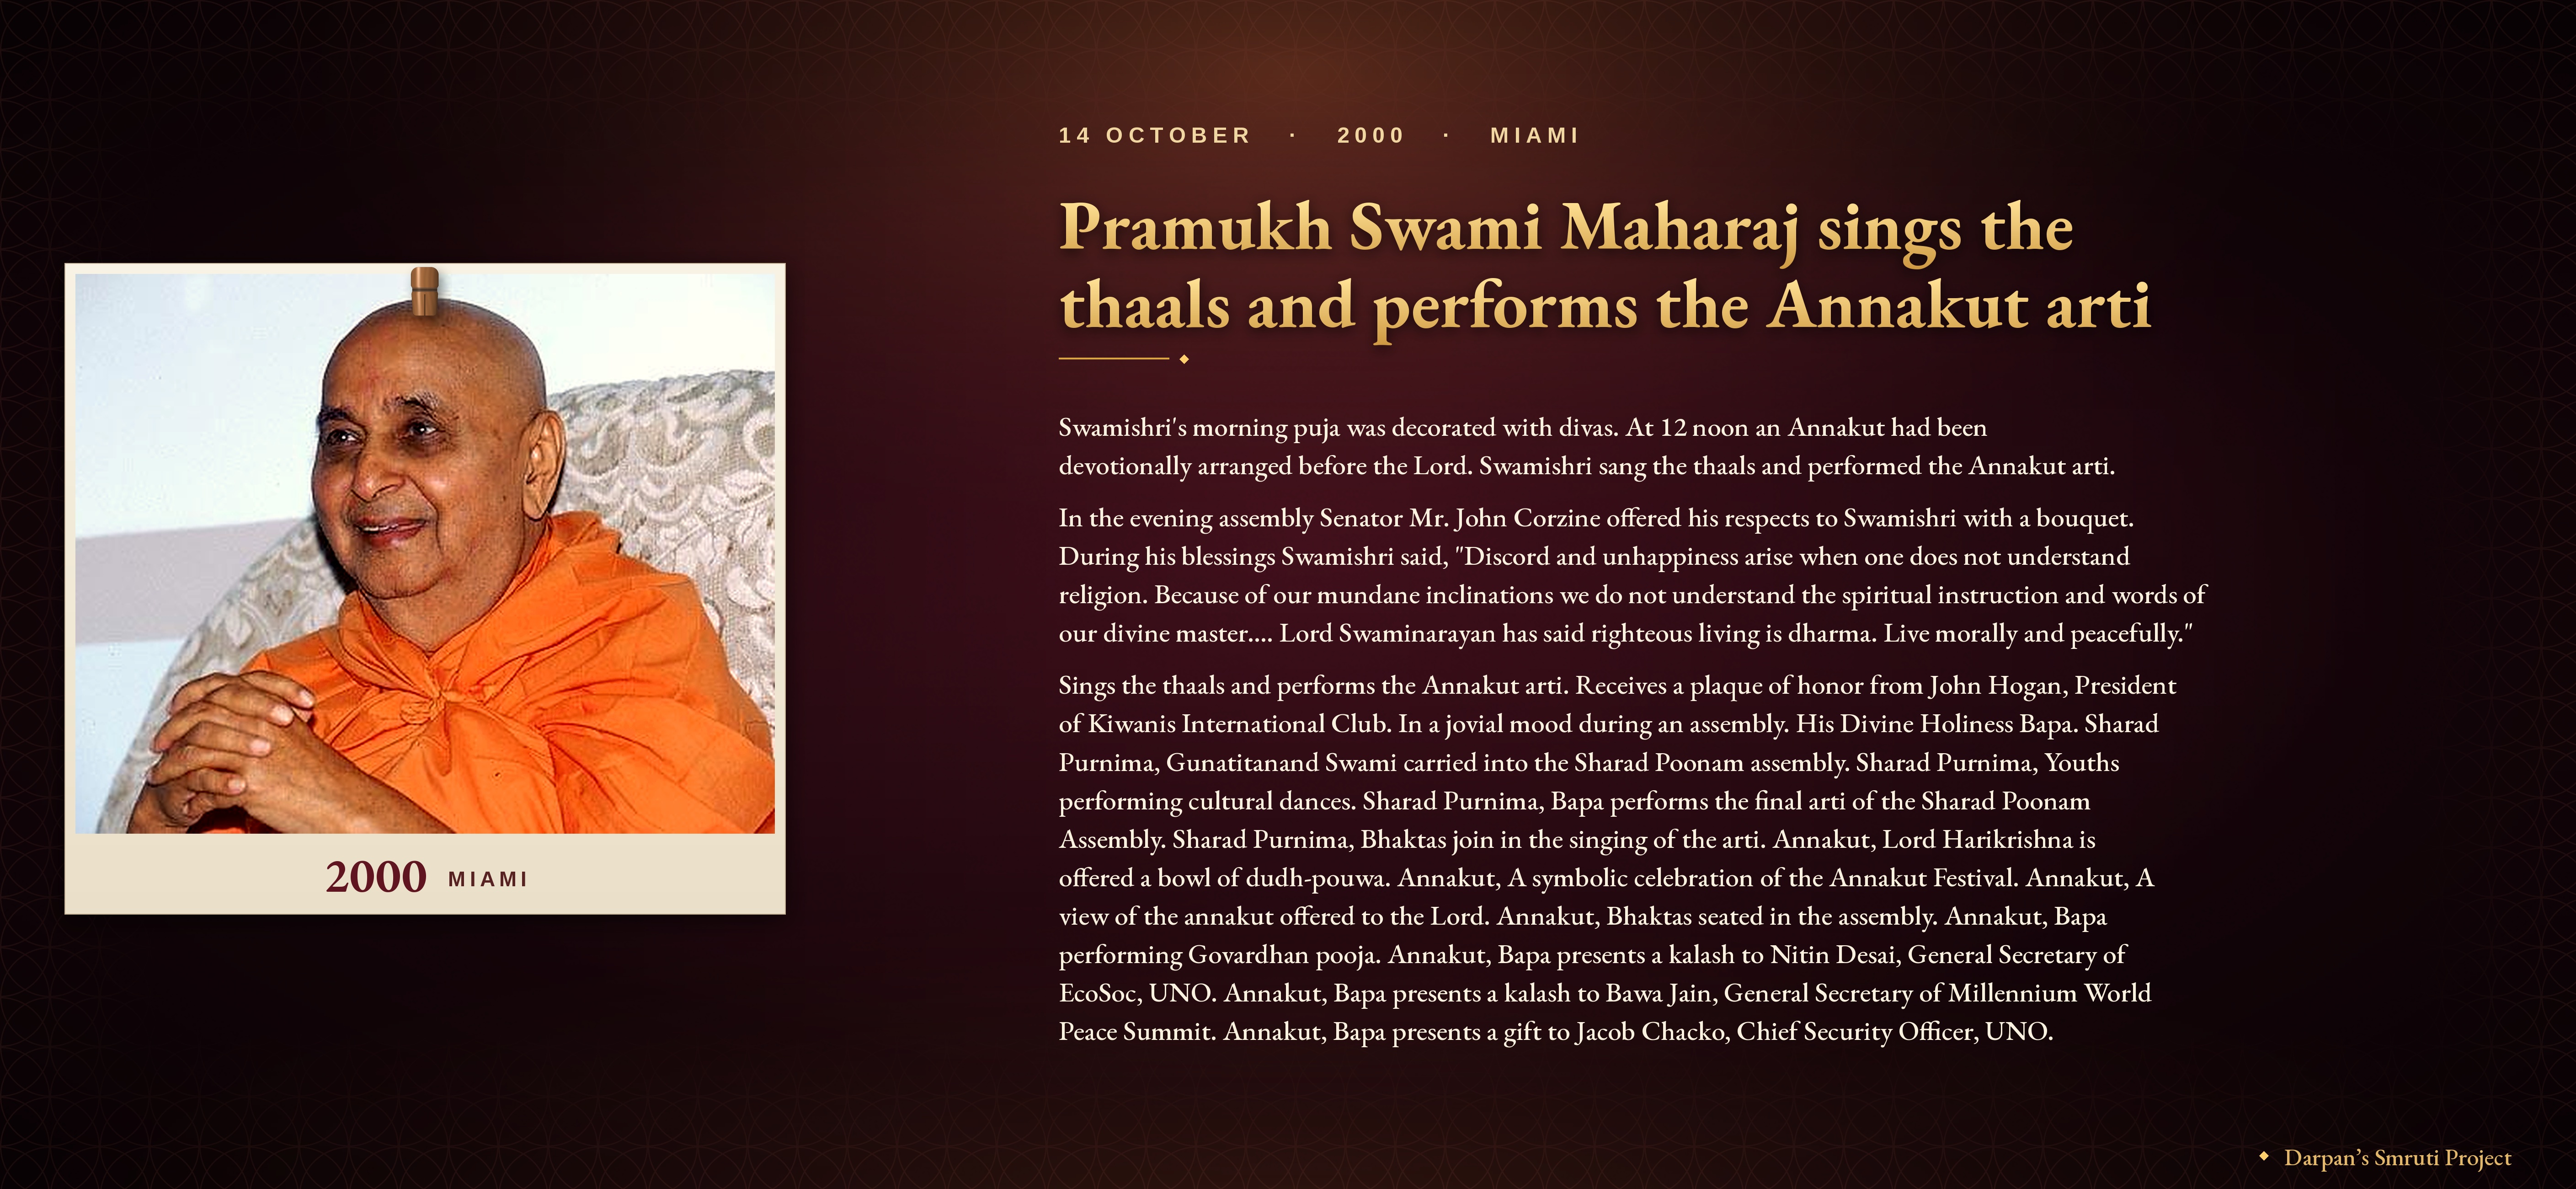 14 OCTOBER · 2000 · MIAMI
Pramukh Swami Maharaj sings the
thaals and performs the Annakut arti
Swamishri's morning puja was decorated with divas. At 12 noon an Annakut had been
devotionally arranged before the Lord. Swamishri sang the thaals and performed the Annakut arti.
In the evening assembly Senator Mr. John Corzine offered his respects to Swamishri with a bouquet.
During his blessings Swamishri said, "Discord and unhappiness arise when one does not understand
religion. Because of our mundane inclinations we do not understand the spiritual instruction and words of
our divine master.... Lord Swaminarayan has said righteous living is dharma. Live morally and peacefully."
Sings the thaals and performs the Annakut arti. Receives a plaque of honor from John Hogan, President
of Kiwanis International Club. In a jovial mood during an assembly. His Divine Holiness Bapa. Sharad
Purnima, Gunatitanand Swami carried into the Sharad Poonam assembly. Sharad Purnima, Youths
performing cultural dances. Sharad Purnima, Bapa performs the final arti of the Sharad Poonam
Assembly. Sharad Purnima, Bhaktas join in the singing of the arti. Annakut, Lord Harikrishna is
offered a bowl of dudh-pouwa. Annakut, A symbolic celebration of the Annakut Festival. Annakut, A
view of the annakut offered to the Lord. Annakut, Bhaktas seated in the assembly. Annakut, Bapa
performing Govardhan pooja. Annakut, Bapa presents a kalash to Nitin Desai, General Secretary of
EcoSoc, UNO. Annakut, Bapa presents a kalash to Bawa Jain, General Secretary of Millennium World
Peace Summit. Annakut, Bapa presents a gift to Jacob Chacko, Chief Security Officer, UNO.
2000 MIAMI
Darpan’s Smruti Project